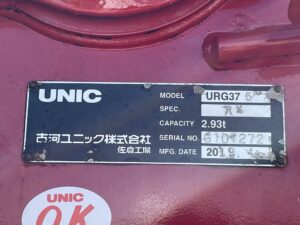 UNIC
MODEL URG37
SPEC.
CAPACITY 2.93t
古河ユニック株式会社
佐倉工場
SERIAL NO.
MFG. DATE 2019
UNIC
OK